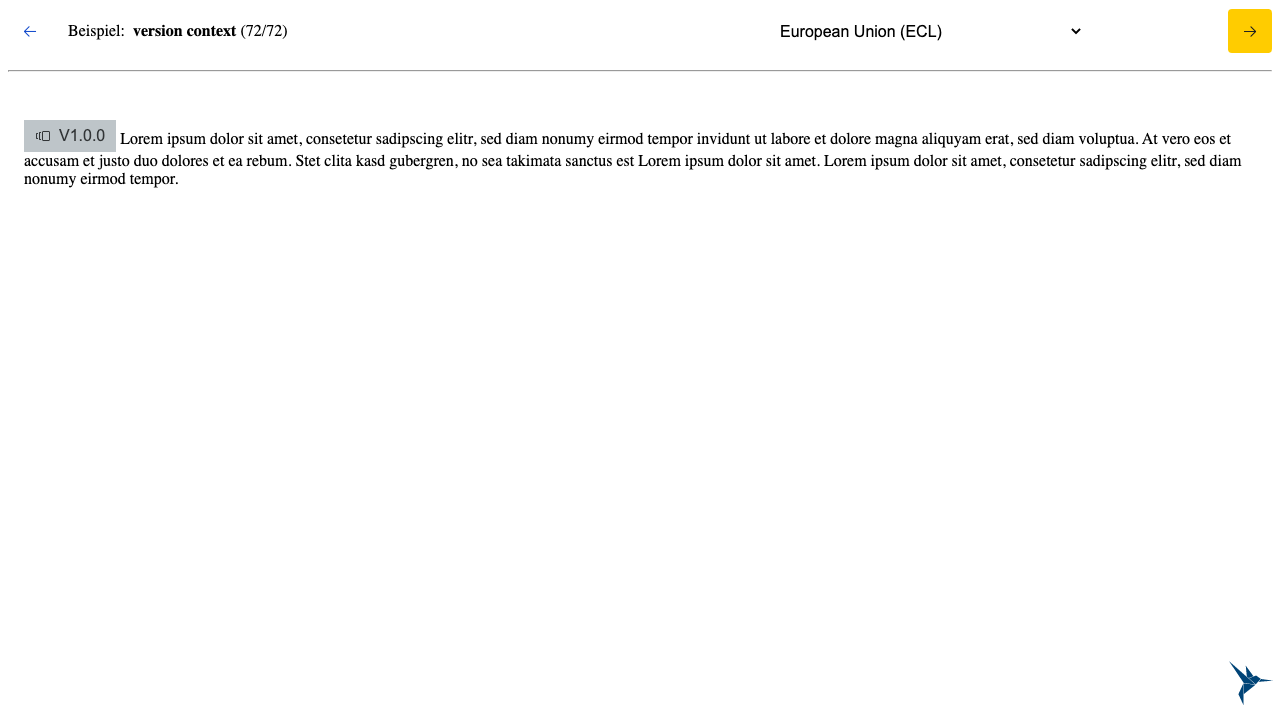 Beispiel: version context (72/72) European Union (ECL)
V1.0.0 Lorem ipsum dolor sit amet, consetetur sadipscing elitr, sed diam nonumy eirmod tempor invidunt ut labore et dolore magna aliquyam erat, sed diam voluptua. At vero eos et
accusam et justo duo dolores et ea rebum. Stet clita kasd gubergren, no sea takimata sanctus est Lorem ipsum dolor sit amet. Lorem ipsum dolor sit amet, consetetur sadipscing elitr, sed diam
nonumy eirmod tempor.